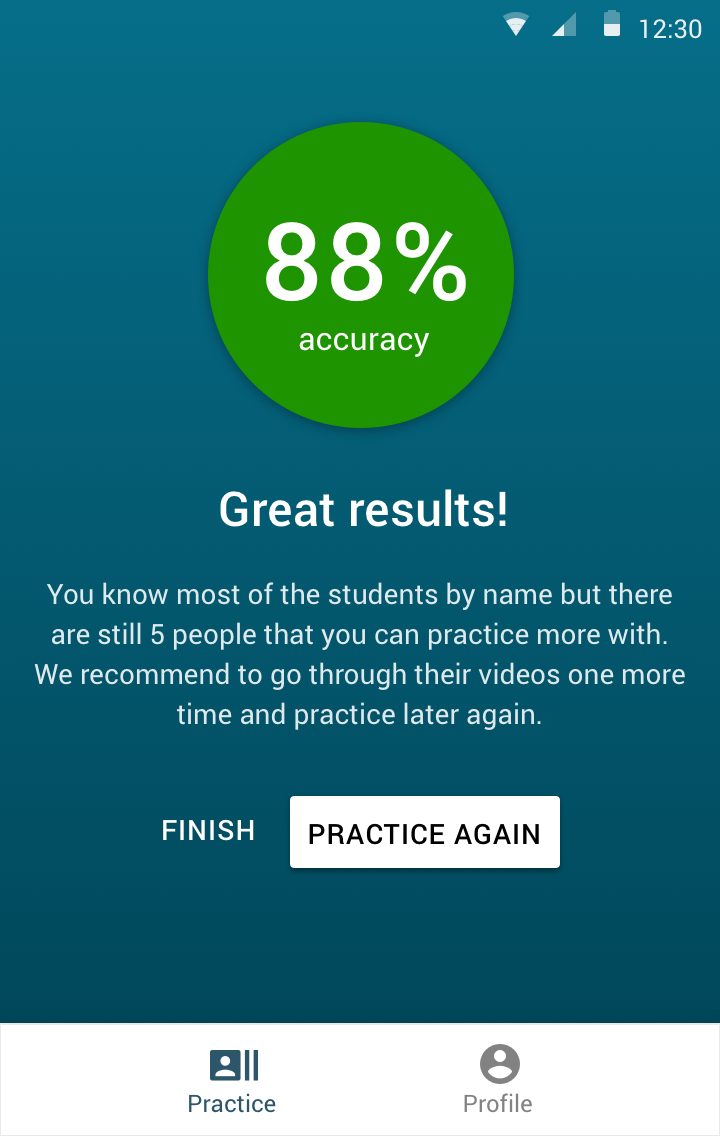 12:30
88%
accuracy
Great results!
You know most of the students by name but there
are still 5 people that you can practice more with.
We recommend to go through their videos one more
time and practice later again.
FINISH
PRACTICE AGAIN
Practice
Profile